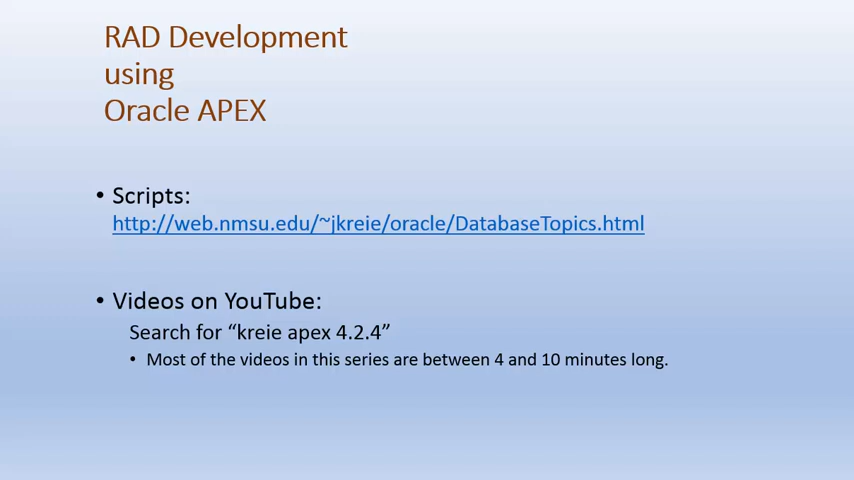 RAD Development
using
Oracle APEX
• Scripts:
http://web.nmsu.edu/~jkreie/oracle/DatabaseTopics.html
• Videos on YouTube:
Search for “kreie apex 4.2.4”
• Most of the videos in this series are between 4 and 10 minutes long.